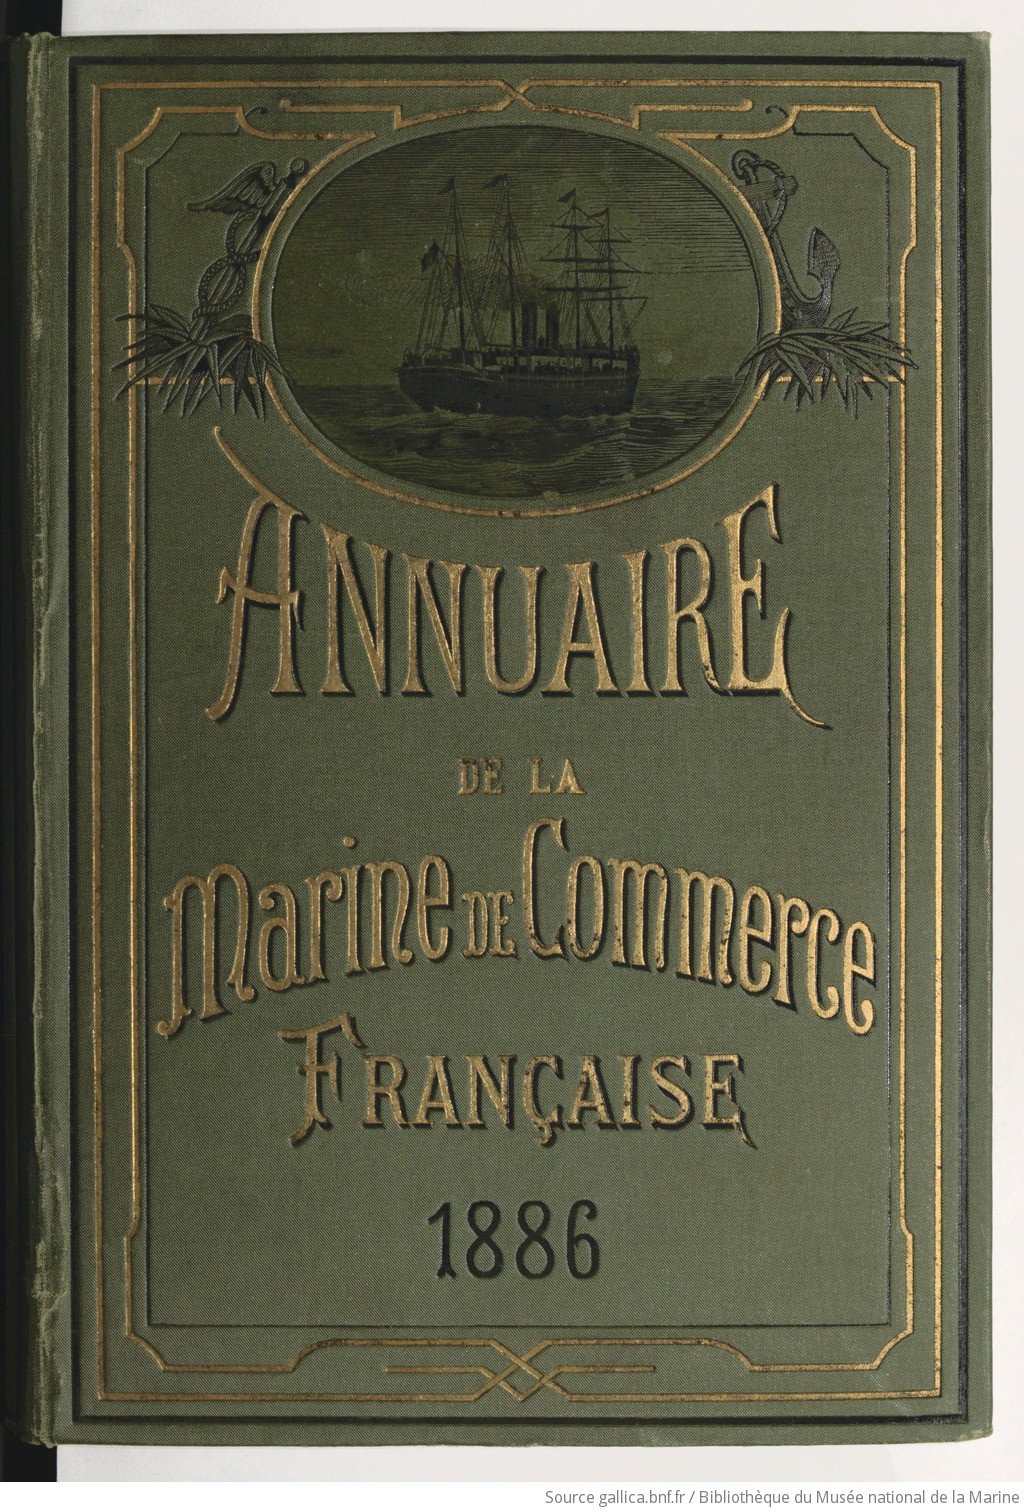 ANNUAIRE
DE LA
Marine DE Commerce
FRANÇAISE
1886
Source gallica.bnf.fr / Bibliothèque du Musée national de la Marine